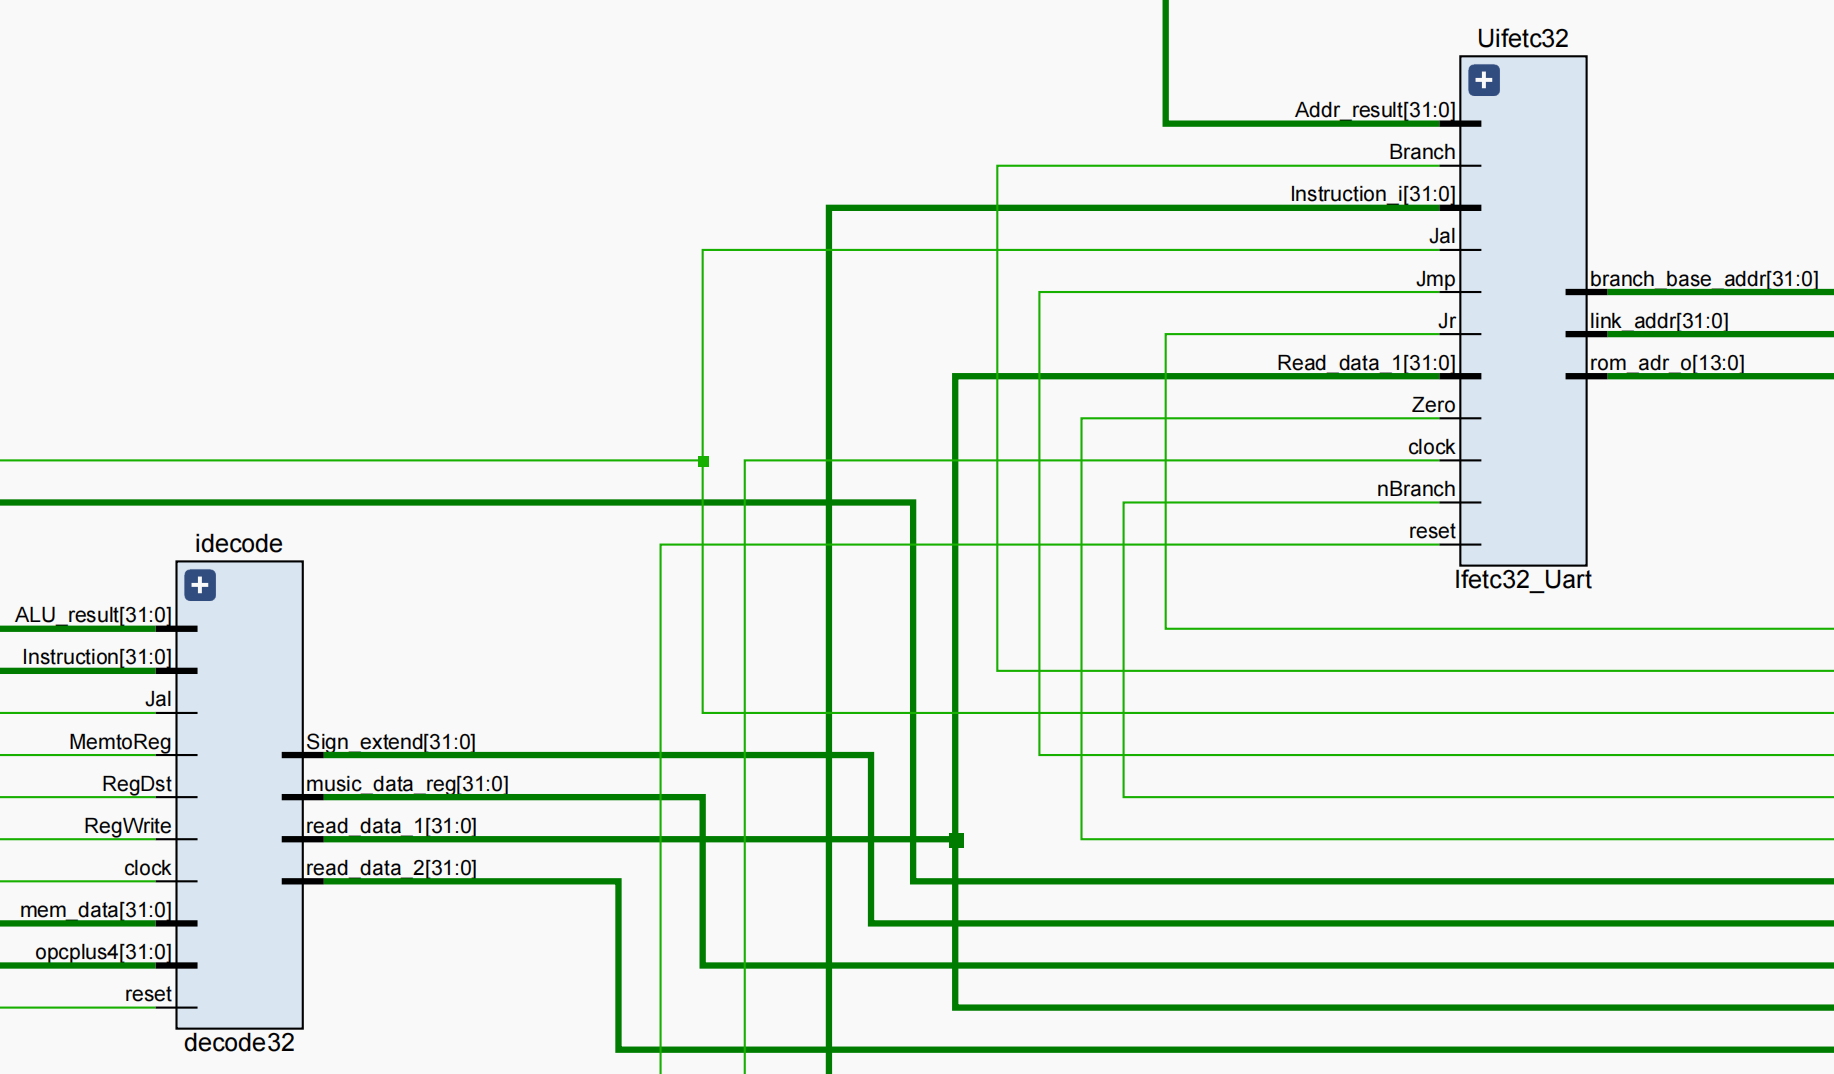 Uifetc32
Addr_result[31:0]
Branch
Instruction_i[31:0]
Jal
Jmp
Jr
Read_data_1[31:0]
Zero
clock
nBranch
reset
branch_base_addr[31:0]
link_addr[31:0]
rom_adr_o[13:0]
Ifetc32_Uart
idecode
ALU_result[31:0]
Instruction[31:0]
Jal
MemtoReg
RegDst
RegWrite
clock
mem_data[31:0]
opcplus4[31:0]
reset
Sign_extend[31:0]
music_data_reg[31:0]
read_data_1[31:0]
read_data_2[31:0]
decode32